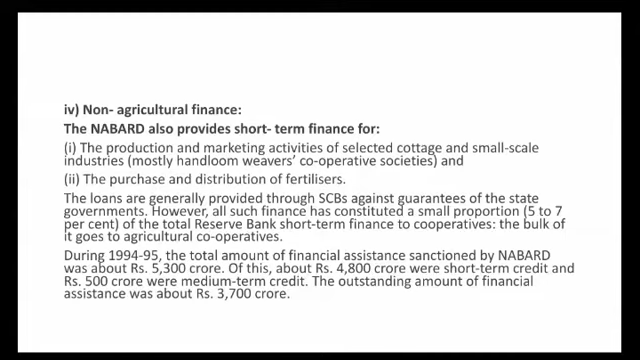 iv) Non- agricultural finance:
The NABARD also provides short- term finance for:
(i) The production and marketing activities of selected cottage and small-scale
industries (mostly handloom weavers' co-operative societies) and
(ii) The purchase and distribution of fertilisers.
The loans are generally provided through SCBs against guarantees of the state
governments. However, all such finance has constituted a small proportion (5 to 7
per cent) of the total Reserve Bank short-term finance to cooperatives: the bulk of
it goes to agricultural co-operatives.
During 1994-95, the total amount of financial assistance sanctioned by NABARD
was about Rs. 5,300 crore. Of this, about Rs. 4,800 crore were short-term credit and
Rs. 500 crore were medium-term credit. The outstanding amount of financial
assistance was about Rs. 3,700 crore.